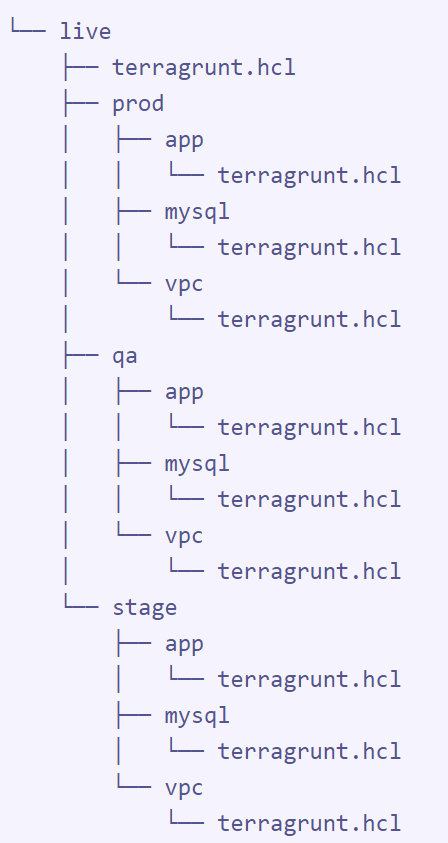 └── live
    ├── terragrunt.hcl
    ├── prod
    │   ├── app
    │   │   └── terragrunt.hcl
    │   ├── mysql
    │   │   └── terragrunt.hcl
    │   └── vpc
    │       └── terragrunt.hcl
    ├── qa
    │   ├── app
    │   │   └── terragrunt.hcl
    │   ├── mysql
    │   │   └── terragrunt.hcl
    │   └── vpc
    │       └── terragrunt.hcl
    └── stage
        ├── app
        │   └── terragrunt.hcl
        ├── mysql
        │   └── terragrunt.hcl
        └── vpc
            └── terragrunt.hcl